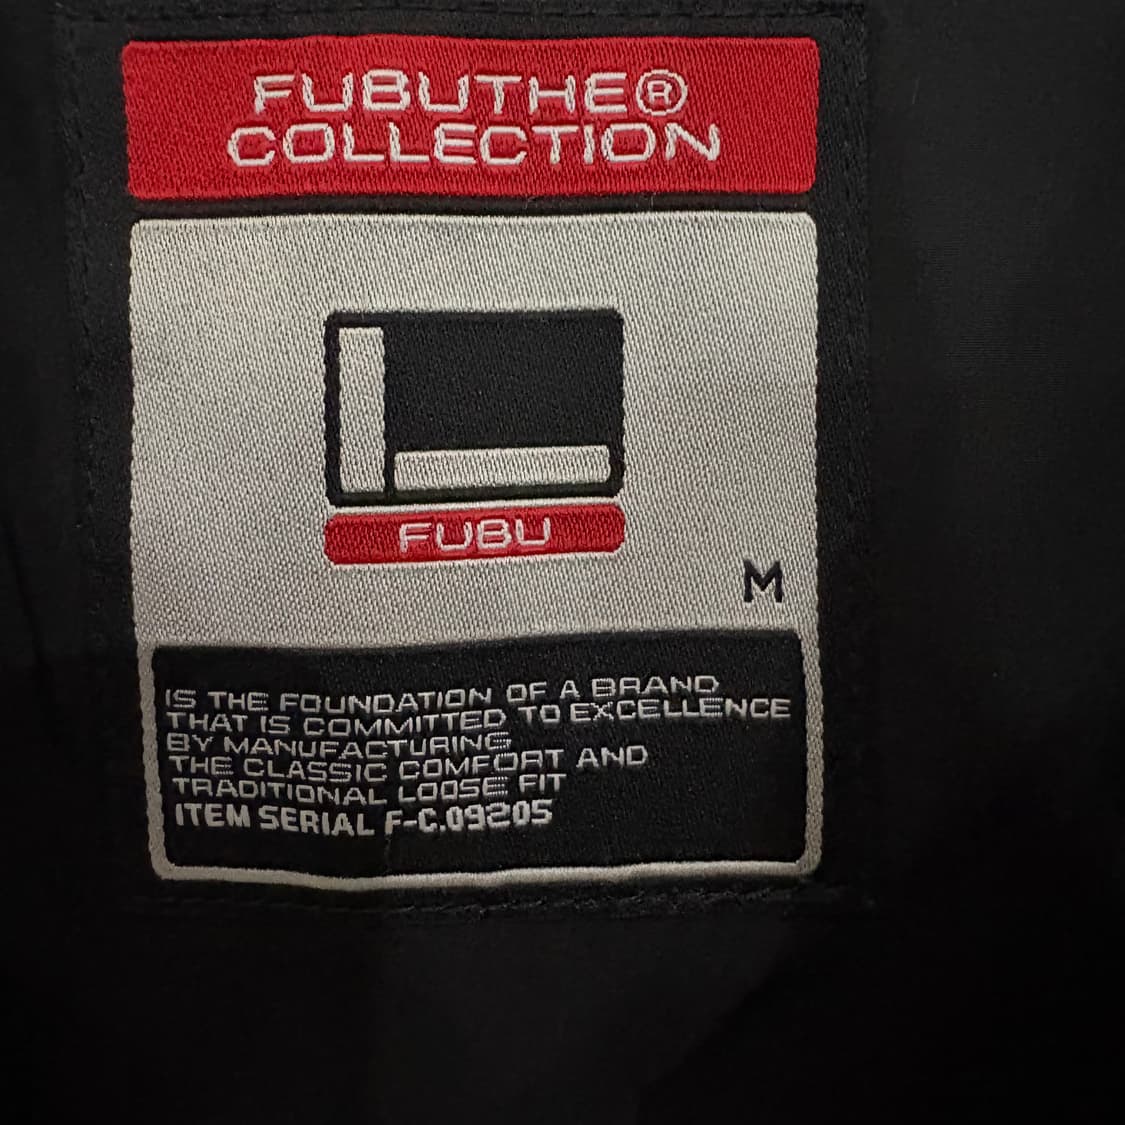 FUBUTHE®
COLLECTION
FUBU
M
IS THE FOUNDATION OF A BRAND
THAT IS COMMITTED TO EXCELLENCE
BY MANUFACTURING
THE CLASSIC COMFORT AND
TRADITIONAL LOOSE FIT
ITEM SERIAL F-C.09205